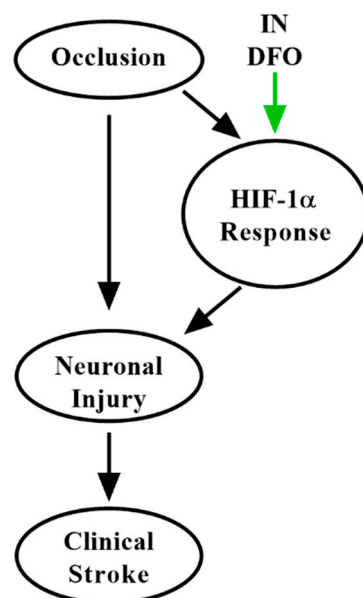 IN
DFO
Occlusion
HIF-1α
Response
Neuronal
Injury
Clinical
Stroke